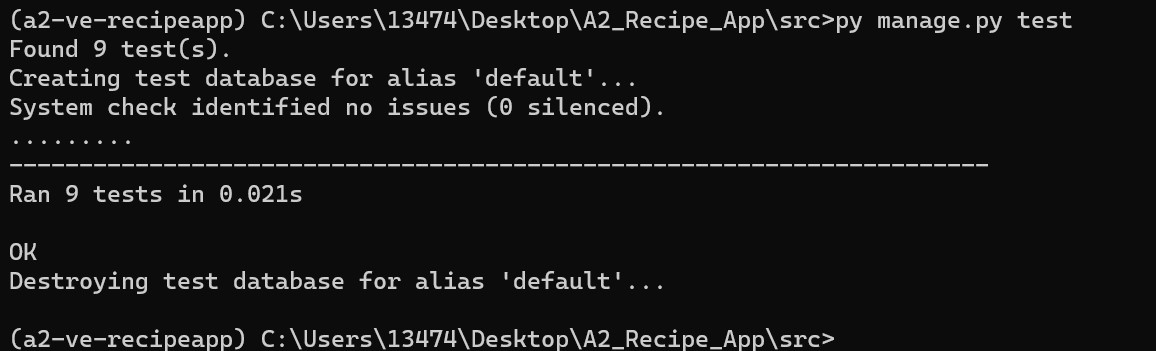 (a2-ve-recipeapp) C:\Users\13474\Desktop\A2_Recipe_App\src>py manage.py test
Found 9 test(s).
Creating test database for alias 'default'...
System check identified no issues (0 silenced).
.........
----------------------------------------------------------------------
Ran 9 tests in 0.021s

OK
Destroying test database for alias 'default'...

(a2-ve-recipeapp) C:\Users\13474\Desktop\A2_Recipe_App\src>